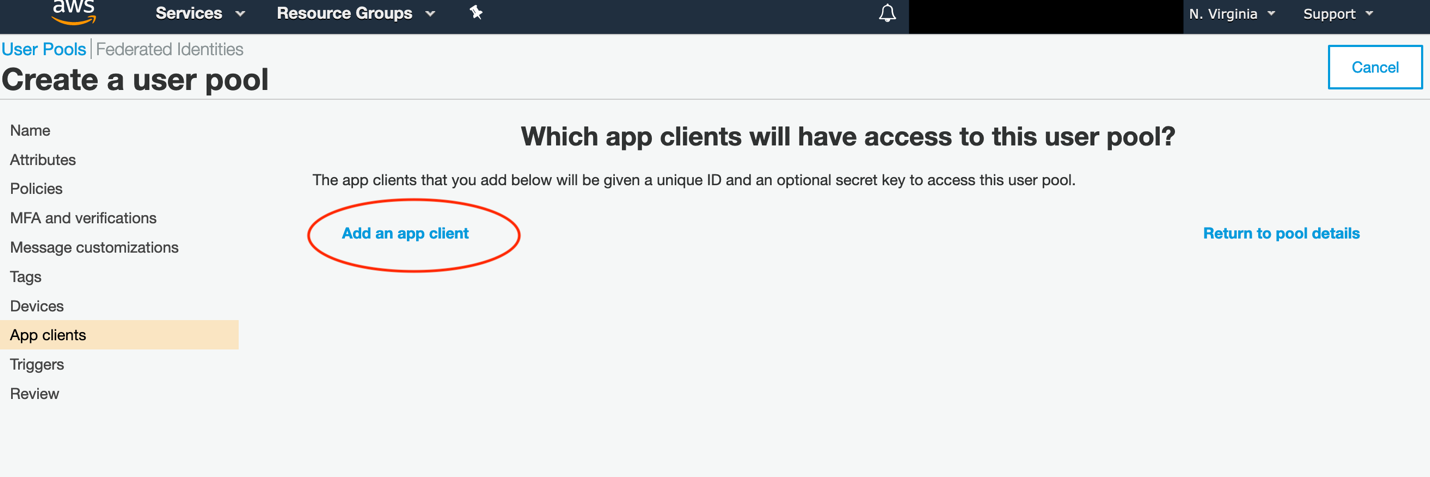 aws Services Resource Groups N. Virginia Support
User Pools Federated Identities
Create a user pool
Cancel
Name
Attributes
Policies
MFA and verifications
Message customizations
Tags
Devices
App clients
Triggers
Review
Which app clients will have access to this user pool?
The app clients that you add below will be given a unique ID and an optional secret key to access this user pool.
Add an app client
Return to pool details